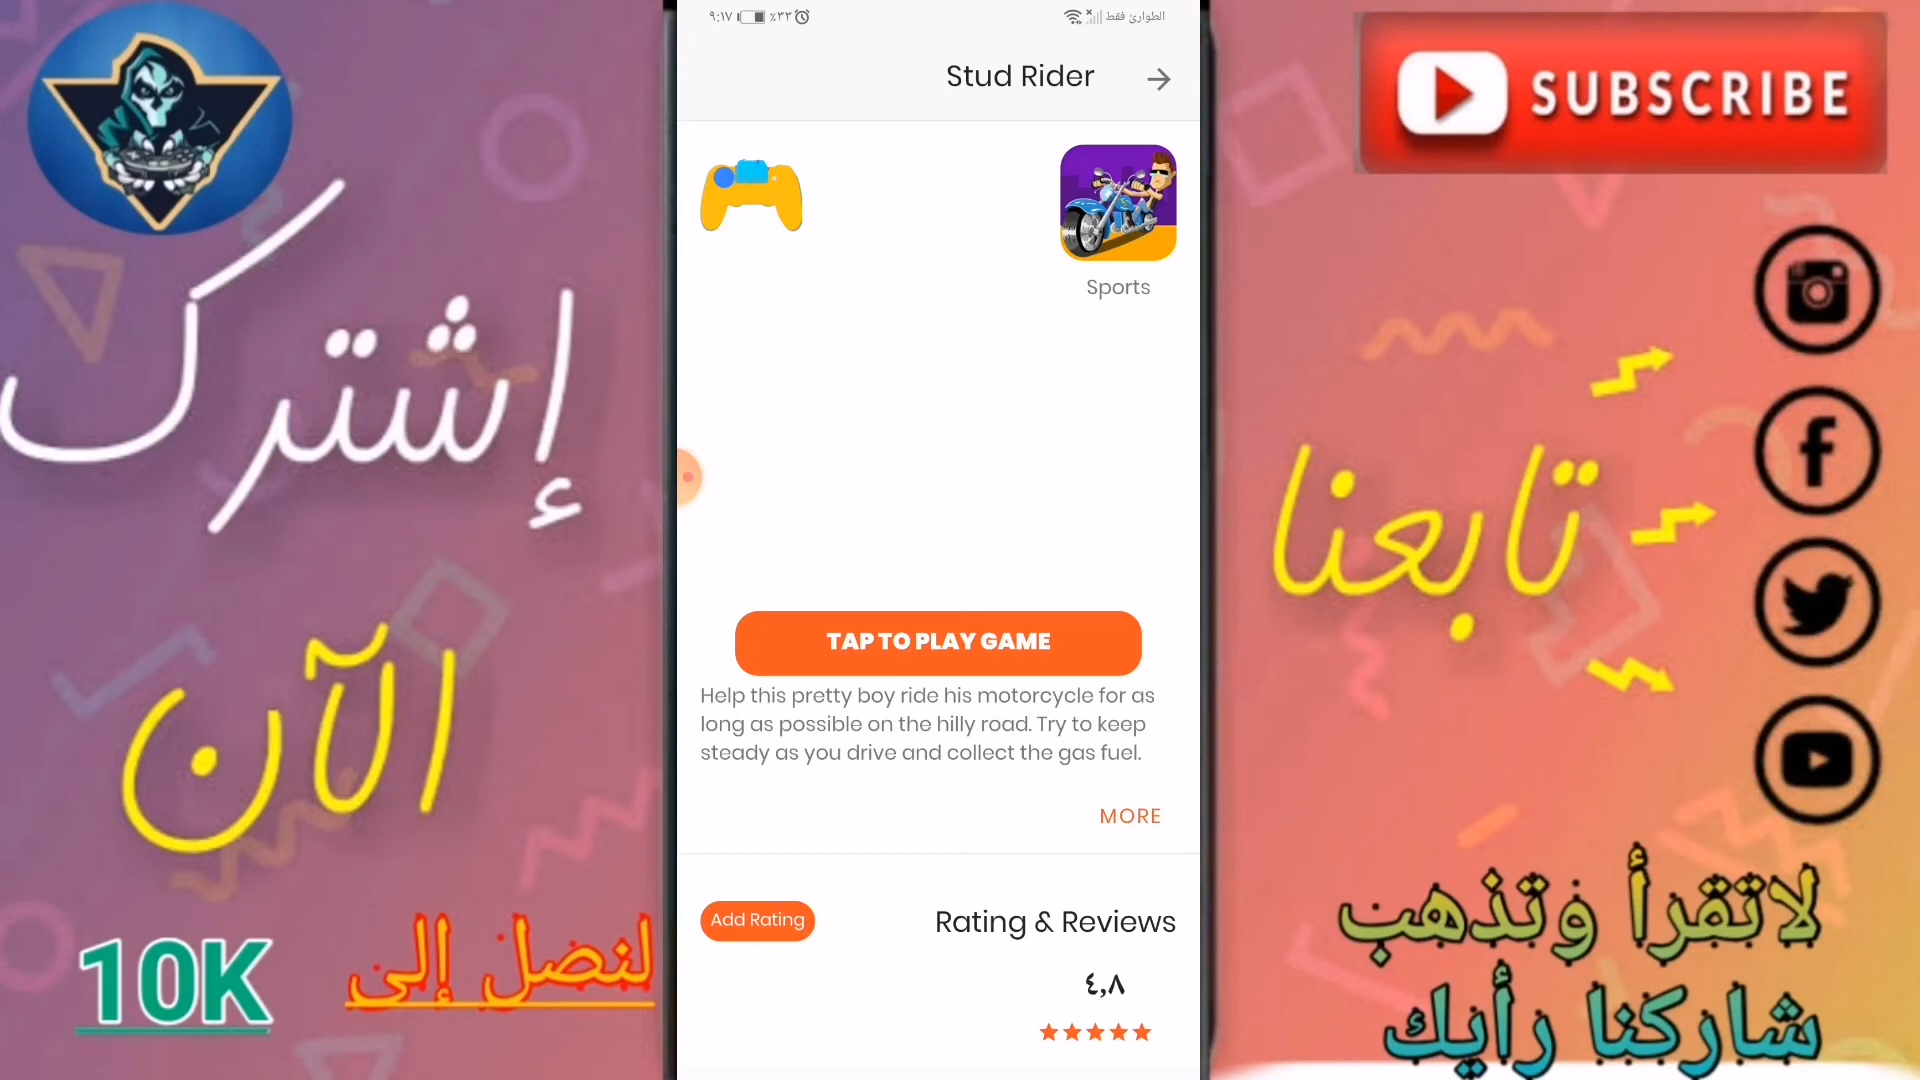 ٩:١٧ ٪٣٣ الطوارئ فقط
Stud Rider
SUBSCRIBE
Sports
إشترك
الآن
تابعنا
TAP TO PLAY GAME
Help this pretty boy ride his motorcycle for as
long as possible on the hilly road. Try to keep
steady as you drive and collect the gas fuel.
MORE
Add Rating
Rating & Reviews
٤,٨
لنصل إلى
10K
لاتقرأ وتذهب
شاركنا رأيك